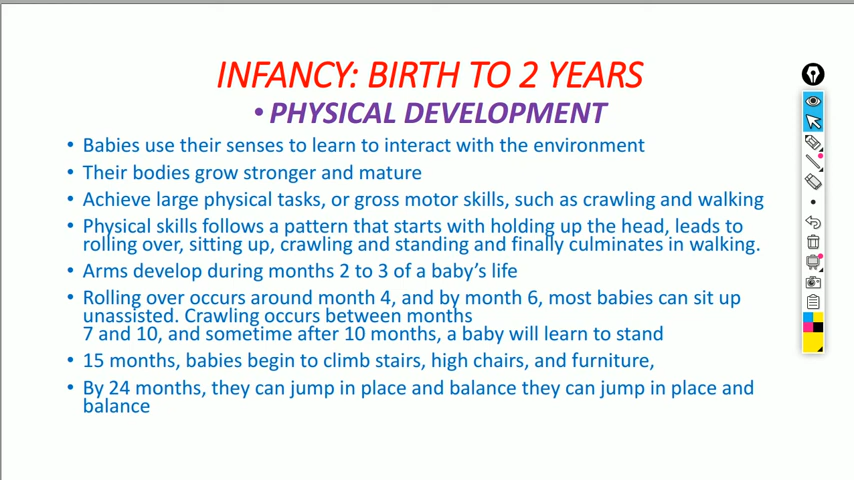 INFANCY: BIRTH TO 2 YEARS
• PHYSICAL DEVELOPMENT
• Babies use their senses to learn to interact with the environment
• Their bodies grow stronger and mature
• Achieve large physical tasks, or gross motor skills, such as crawling and walking
• Physical skills follows a pattern that starts with holding up the head, leads to
rolling over, sitting up, crawling and standing and finally culminates in walking.
• Arms develop during months 2 to 3 of a baby’s life
• Rolling over occurs around month 4, and by month 6, most babies can sit up
unassisted. Crawling occurs between months
7 and 10, and sometime after 10 months, a baby will learn to stand
• 15 months, babies begin to climb stairs, high chairs, and furniture,
• By 24 months, they can jump in place and balance they can jump in place and
balance